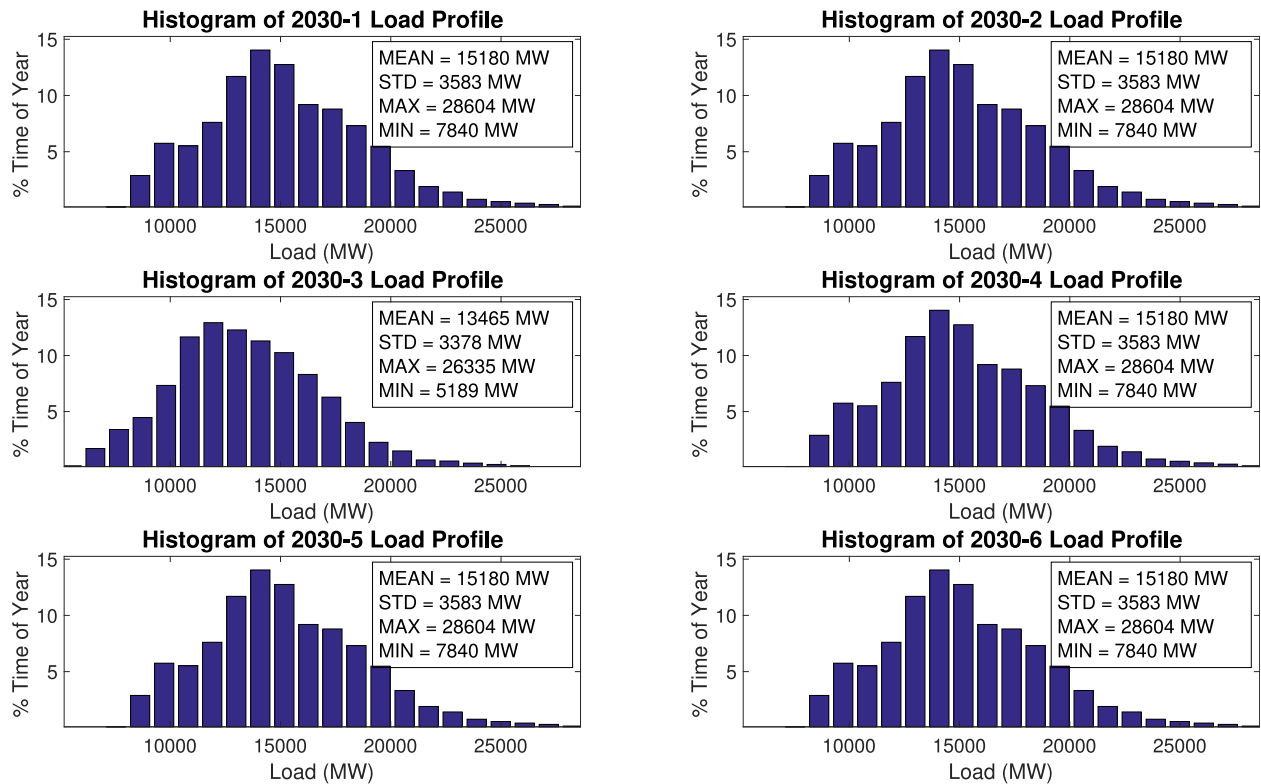 Histogram of 2030-1 Load Profile
% Time of Year
15
10
5
MEAN = 15180 MW
STD = 3583 MW
MAX = 28604 MW
MIN = 7840 MW
10000 15000 20000 25000
Load (MW)
Histogram of 2030-2 Load Profile
% Time of Year
15
10
5
MEAN = 15180 MW
STD = 3583 MW
MAX = 28604 MW
MIN = 7840 MW
10000 15000 20000 25000
Load (MW)
Histogram of 2030-3 Load Profile
% Time of Year
15
10
5
MEAN = 13465 MW
STD = 3378 MW
MAX = 26335 MW
MIN = 5189 MW
10000 15000 20000 25000
Load (MW)
Histogram of 2030-4 Load Profile
% Time of Year
15
10
5
MEAN = 15180 MW
STD = 3583 MW
MAX = 28604 MW
MIN = 7840 MW
10000 15000 20000 25000
Load (MW)
Histogram of 2030-5 Load Profile
% Time of Year
15
10
5
MEAN = 15180 MW
STD = 3583 MW
MAX = 28604 MW
MIN = 7840 MW
10000 15000 20000 25000
Load (MW)
Histogram of 2030-6 Load Profile
% Time of Year
15
10
5
MEAN = 15180 MW
STD = 3583 MW
MAX = 28604 MW
MIN = 7840 MW
10000 15000 20000 25000
Load (MW)